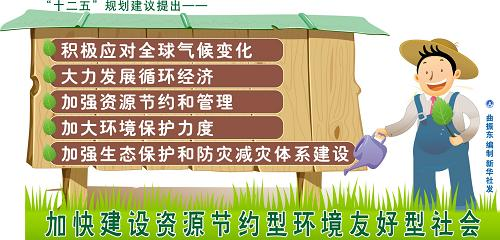 “十二五”规划建议提出——
积极应对全球气候变化
大力发展循环经济
加强资源节约和管理
加大环境保护力度
加强生态保护和防灾减灾体系建设
曲振东 编制 新华社发
加快建设资源节约型环境友好型社会